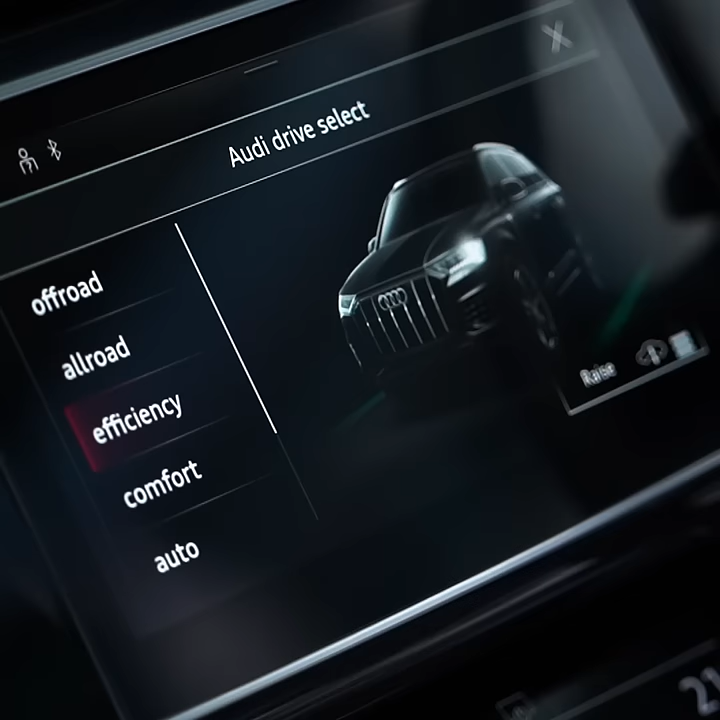 Audi drive select
offroad
allroad
efficiency
comfort
auto
Raise